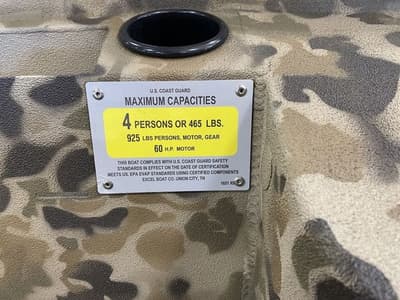 U.S. COAST GUARD
MAXIMUM CAPACITIES
4 PERSONS OR 465 LBS.
925 LBS PERSONS, MOTOR, GEAR
60 H.P. MOTOR
THIS BOAT COMPLIES WITH U.S. COAST GUARD SAFETY
STANDARDS IN EFFECT ON THE DATE OF CERTIFICATION
MEETS US. EPA EVAP STANDARDS USING CERTIFIED COMPONENTS
EXCEL BOAT CO. UNION CITY, TN